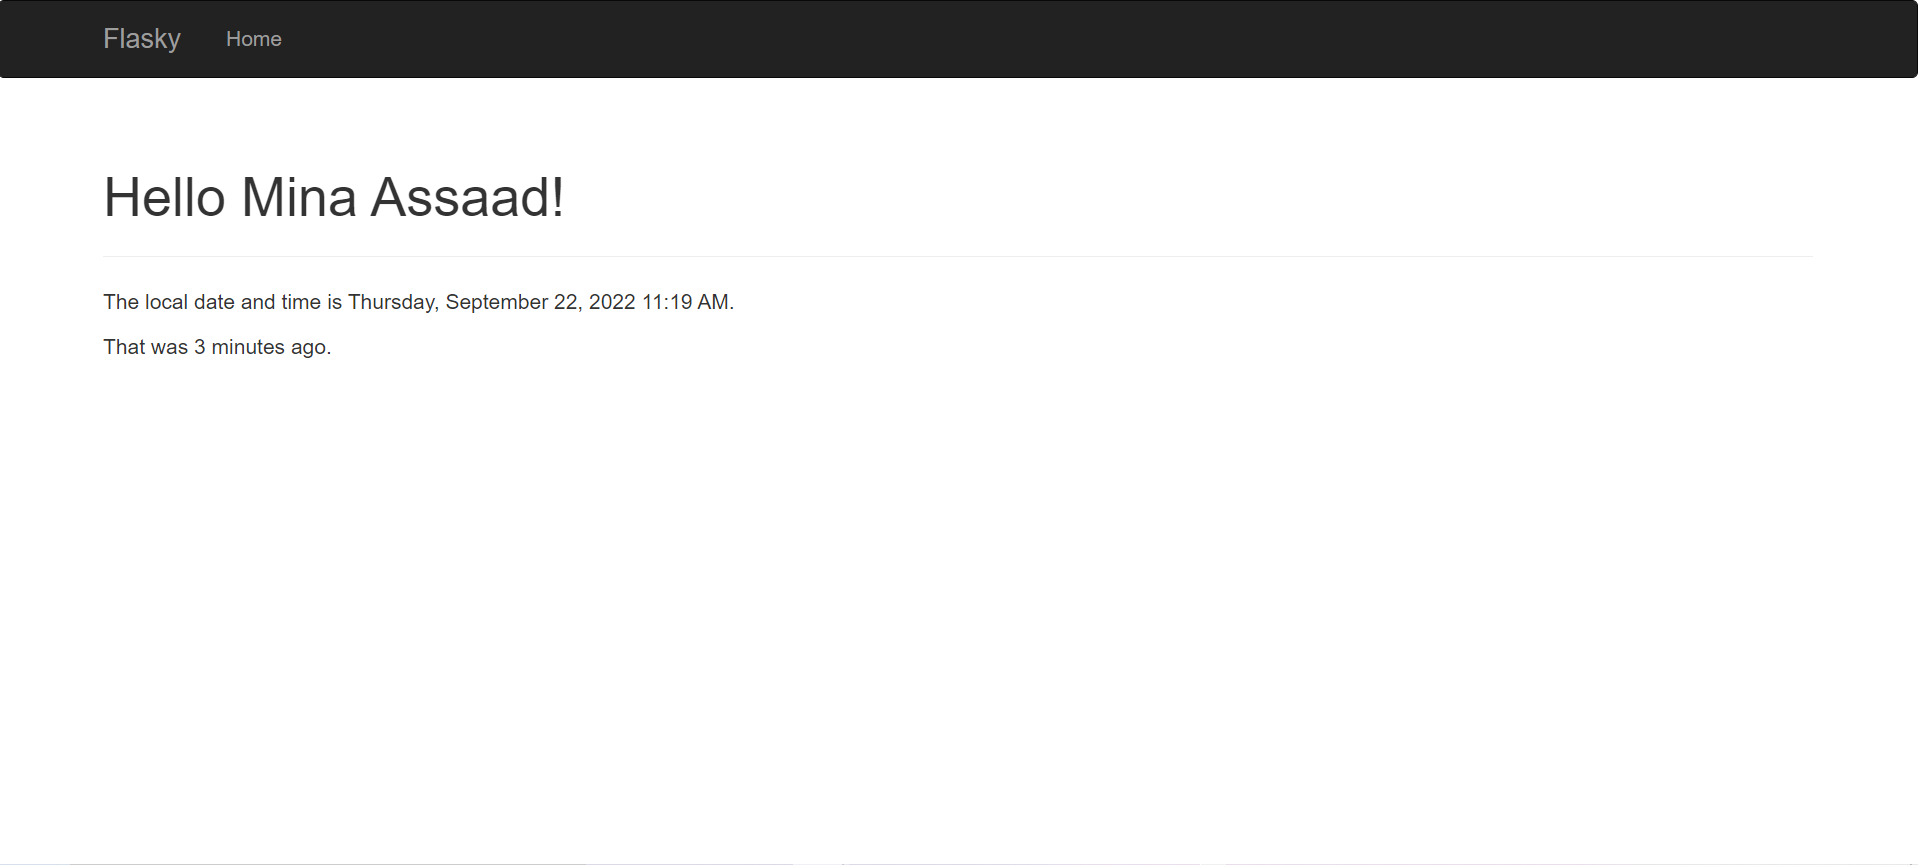 Flasky Home
Hello Mina Assaad!
The local date and time is Thursday, September 22, 2022 11:19 AM.
That was 3 minutes ago.